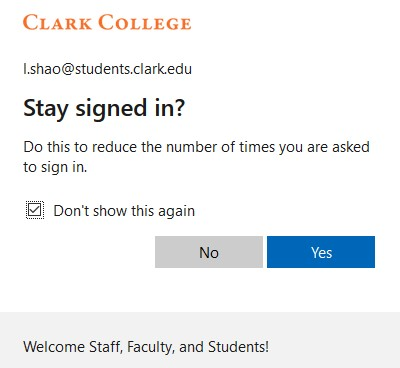 CLARK COLLEGE
l.shao@students.clark.edu
Stay signed in?
Do this to reduce the number of times you are asked
to sign in.
Don't show this again
No
Yes
Welcome Staff, Faculty, and Students!